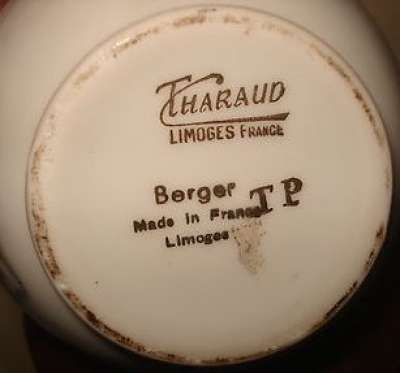 THARAUD
LIMOGES FRANCE
Berger
TP
Made in France
Limoges